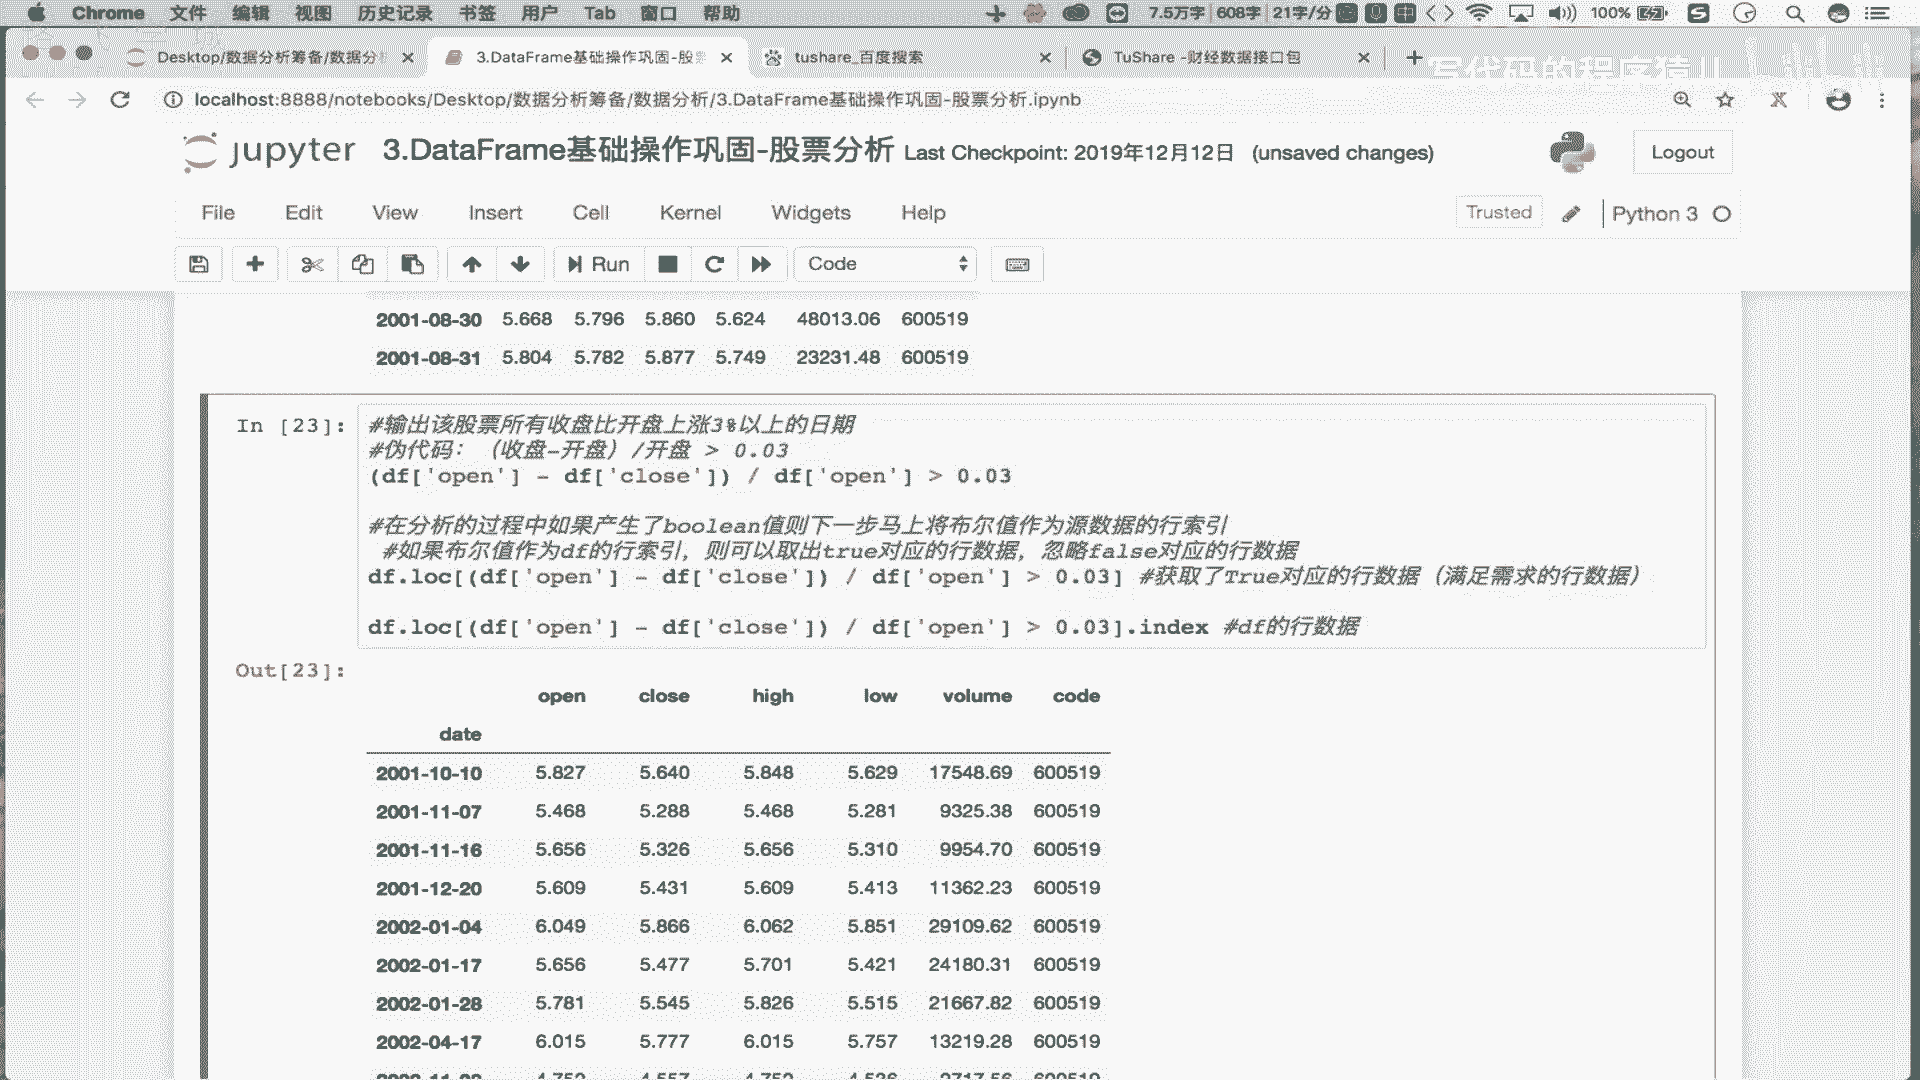 Chrome 文件 编辑 视图 历史记录 书签 用户 Tab 窗口 帮助 7.5万字 608字 21字/分 100%
Desktop/数据分析筹备/数据分析 3.DataFrame基础操作巩固-股票 tushare_百度搜索 TuShare -财经数据接口包
写代码的程序猿儿 bilibili
localhost:8888/notebooks/Desktop/数据分析筹备/数据分析/3.DataFrame基础操作巩固-股票分析.ipynb
jupyter 3.DataFrame基础操作巩固-股票分析 Last Checkpoint: 2019年12月12日 (unsaved changes) Logout
File Edit View Insert Cell Kernel Widgets Help Trusted Python 3
Run Code
2001-08-30 5.668 5.796 5.860 5.624 48013.06 600519
2001-08-31 5.804 5.782 5.877 5.749 23231.48 600519
In [23]: #输出该股票所有收盘比开盘上涨3%以上的日期
#伪代码：（收盘-开盘）/开盘 > 0.03
(df['open'] - df['close']) / df['open'] > 0.03
#在分析的过程中如果产生了boolean值则下一步马上将布尔值作为源数据的行索引
#如果布尔值作为df的行索引，则可以取出true对应的行数据，忽略false对应的行数据
df.loc[(df['open'] - df['close']) / df['open'] > 0.03] #获取了True对应的行数据（满足需求的行数据）
df.loc[(df['open'] - df['close']) / df['open'] > 0.03].index #df的行数据
Out[23]:
open close high low volume code
date
2001-10-10 5.827 5.640 5.848 5.629 17548.69 600519
2001-11-07 5.468 5.288 5.468 5.281 9325.38 600519
2001-11-16 5.656 5.326 5.656 5.310 9954.70 600519
2001-12-20 5.609 5.431 5.609 5.413 11362.23 600519
2002-01-04 6.049 5.866 6.062 5.851 29109.62 600519
2002-01-17 5.656 5.477 5.701 5.421 24180.31 600519
2002-01-28 5.781 5.545 5.826 5.515 21667.82 600519
2002-04-17 6.015 5.777 6.015 5.757 13219.28 600519